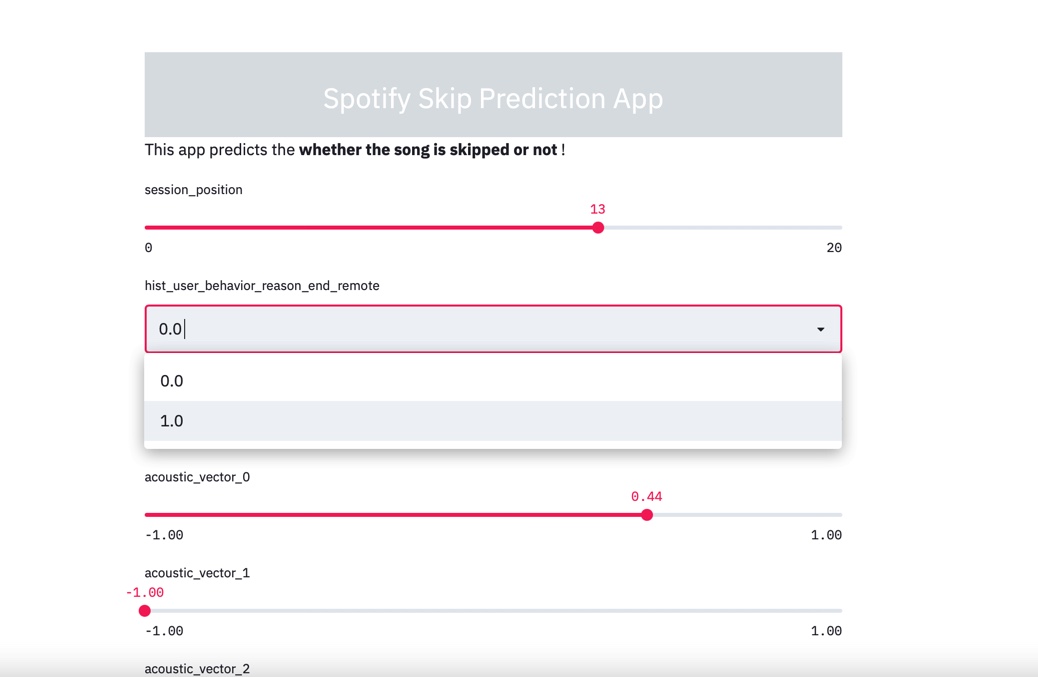 Spotify Skip Prediction App
This app predicts the whether the song is skipped or not !
session_position
13
0 20
hist_user_behavior_reason_end_remote
0.0
0.0
1.0
acoustic_vector_0
0.44
-1.00 1.00
acoustic_vector_1
-1.00
-1.00 1.00
acoustic_vector_2